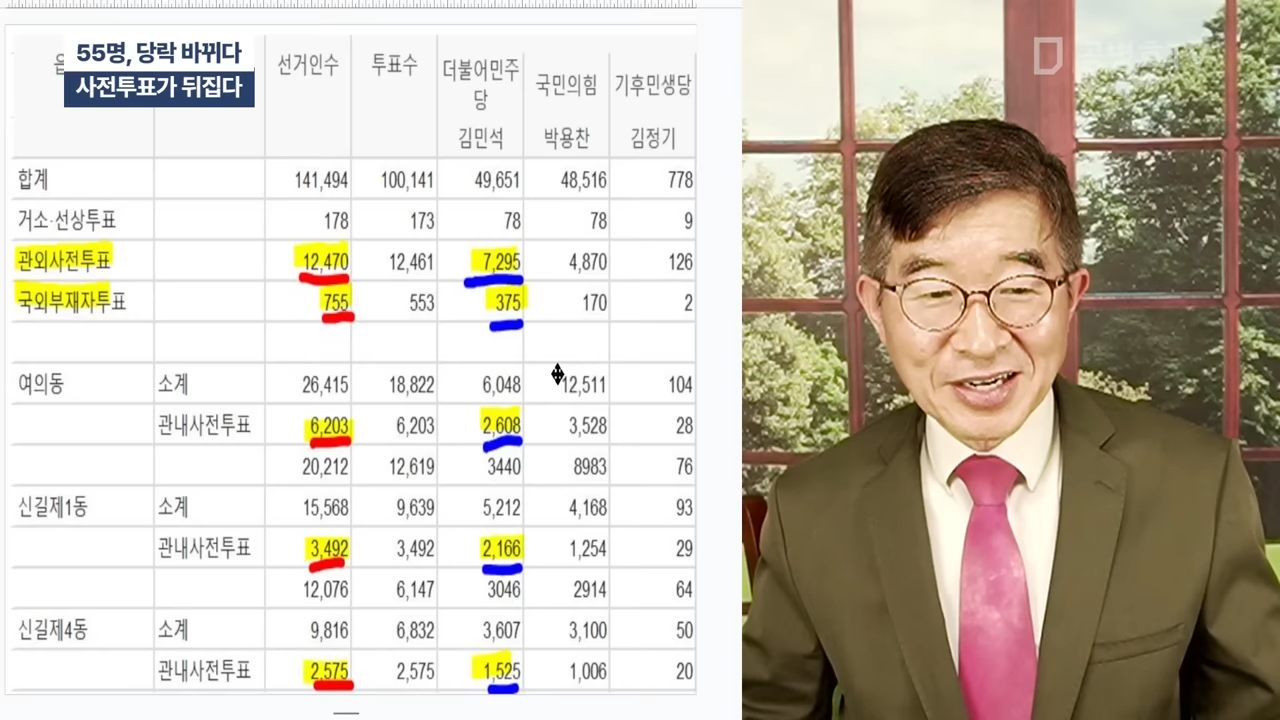 55명, 당락 바뀌다
사전투표가 뒤집다
선거인수 투표수 더불어민주당 김민석 국민의힘 박용찬 기후민생당 김정기
합계 141,494 100,141 49,651 48,516 778
거소·선상투표 178 173 78 78 9
관외사전투표 12,470 12,461 7,295 4,870 126
국외부재자투표 755 553 375 170 2
여의동 소계 26,415 18,822 6,048 12,511 104
관내사전투표 6,203 6,203 2,608 3,528 28
20,212 12,619 3440 8983 76
신길제1동 소계 15,568 9,639 5,212 4,168 93
관내사전투표 3,492 3,492 2,166 1,254 29
12,076 6,147 3046 2914 64
신길제4동 소계 9,816 6,832 3,607 3,100 50
관내사전투표 2,575 2,575 1,525 1,006 20